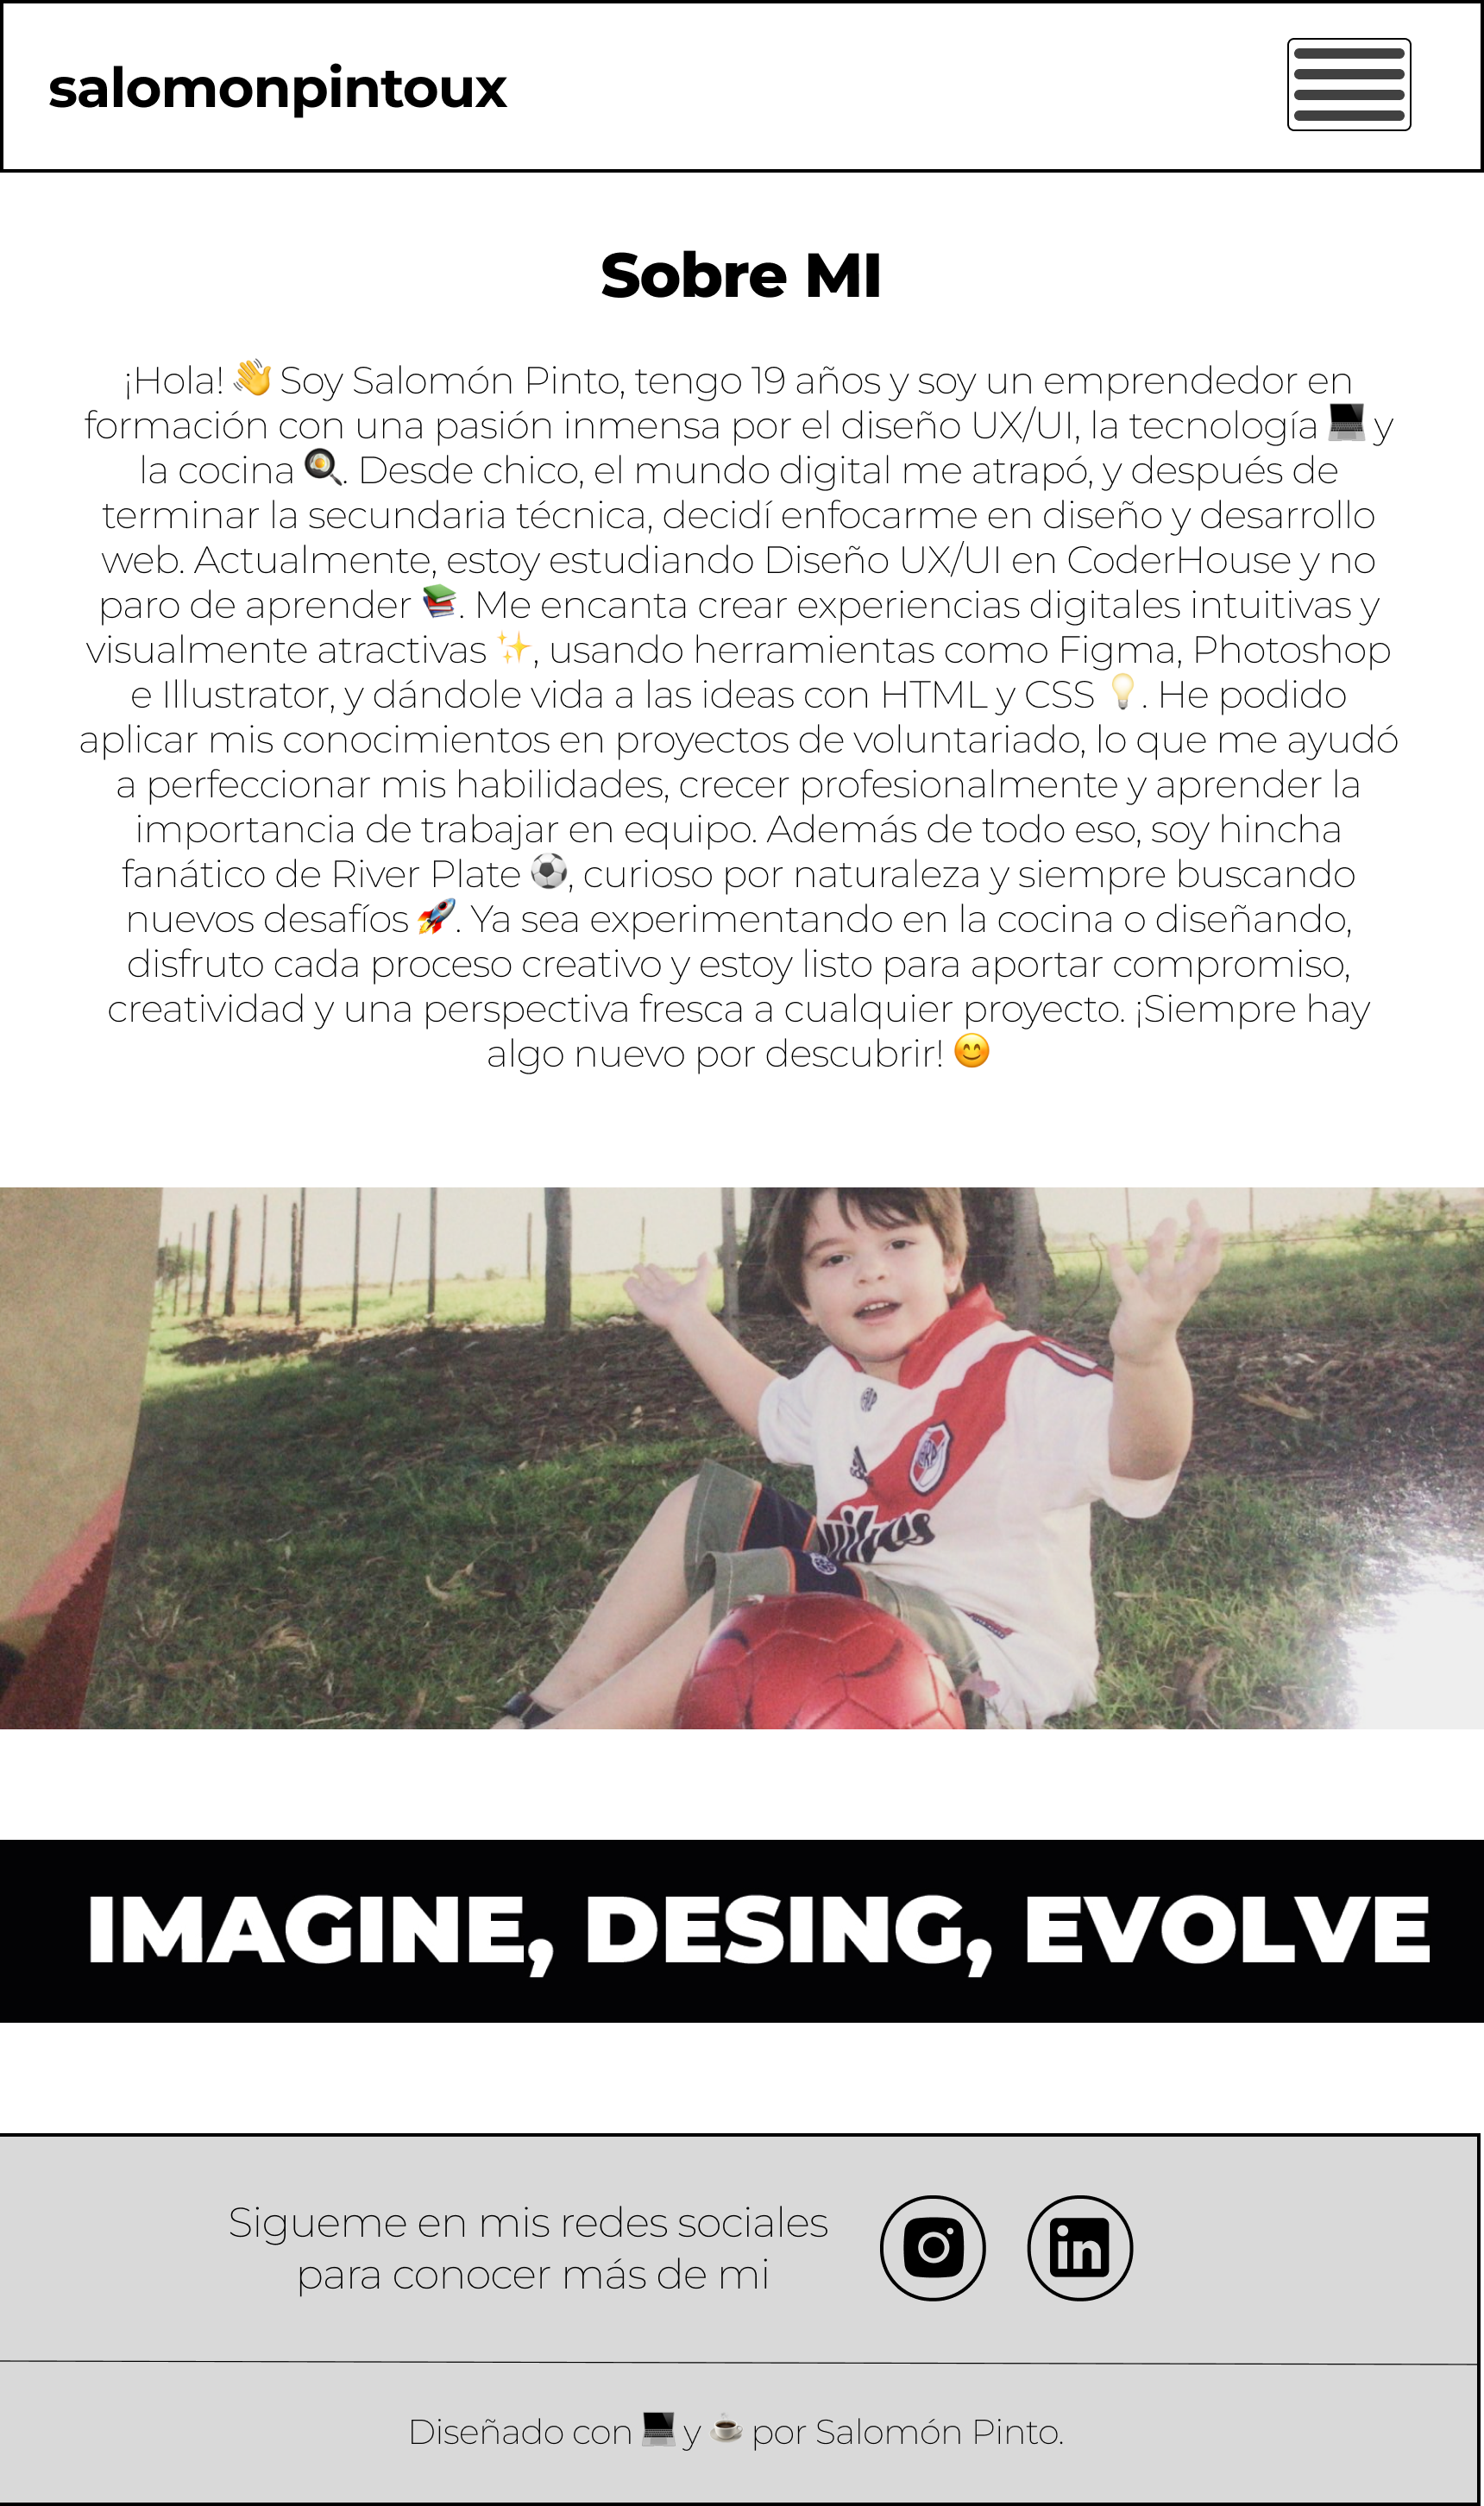 salomonpintoux
Sobre MI
¡Hola! 👋 Soy Salomón Pinto, tengo 19 años y soy un emprendedor en
formación con una pasión inmensa por el diseño UX/UI, la tecnología 💻 y
la cocina 🍳. Desde chico, el mundo digital me atrapó, y después de
terminar la secundaria técnica, decidí enfocarme en diseño y desarrollo
web. Actualmente, estoy estudiando Diseño UX/UI en CoderHouse y no
paro de aprender 📚. Me encanta crear experiencias digitales intuitivas y
visualmente atractivas ✨, usando herramientas como Figma, Photoshop
e Illustrator, y dándole vida a las ideas con HTML y CSS 💡. He podido
aplicar mis conocimientos en proyectos de voluntariado, lo que me ayudó
a perfeccionar mis habilidades, crecer profesionalmente y aprender la
importancia de trabajar en equipo. Además de todo eso, soy hincha
fanático de River Plate ⚽, curioso por naturaleza y siempre buscando
nuevos desafíos 🚀. Ya sea experimentando en la cocina o diseñando,
disfruto cada proceso creativo y estoy listo para aportar compromiso,
creatividad y una perspectiva fresca a cualquier proyecto. ¡Siempre hay
algo nuevo por descubrir! 😊
IMAGINE, DESING, EVOLVE
Sigueme en mis redes sociales
para conocer más de mi
in
Diseñado con 💻 y ☕ por Salomón Pinto.